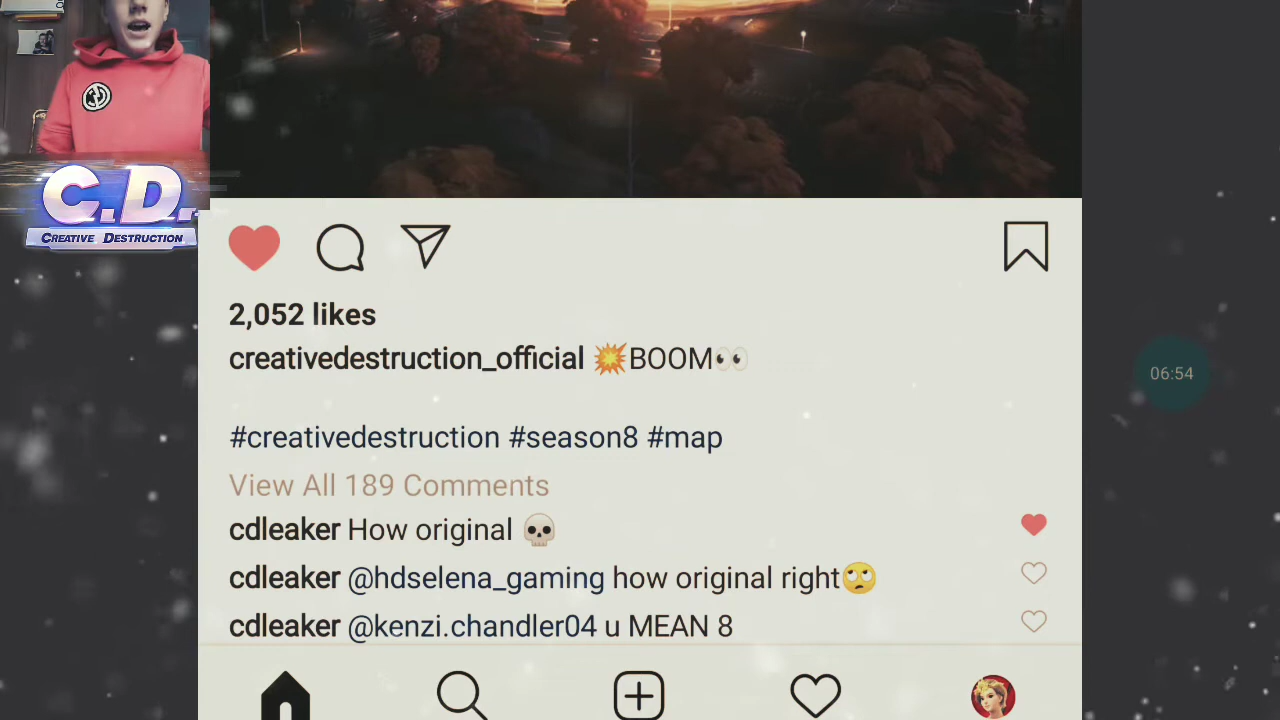 C.D.
CREATIVE DESTRUCTION
2,052 likes
creativedestruction_official 💥BOOM👀
#creativedestruction #season8 #map
View All 189 Comments
cdleaker How original 💀
cdleaker @hdselena_gaming how original right🙄
cdleaker @kenzi.chandler04 u MEAN 8
06:54